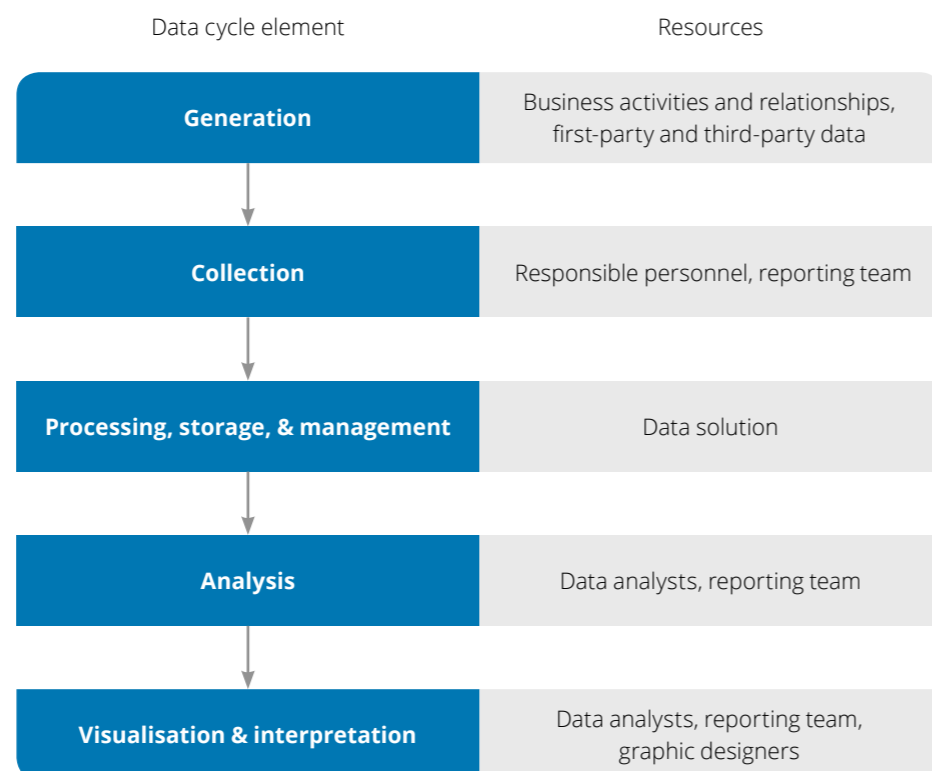 Data cycle element
Resources
Generation
Business activities and relationships,
first-party and third-party data
Collection
Responsible personnel, reporting team
Processing, storage, & management
Data solution
Analysis
Data analysts, reporting team
Visualisation & interpretation
Data analysts, reporting team,
graphic designers